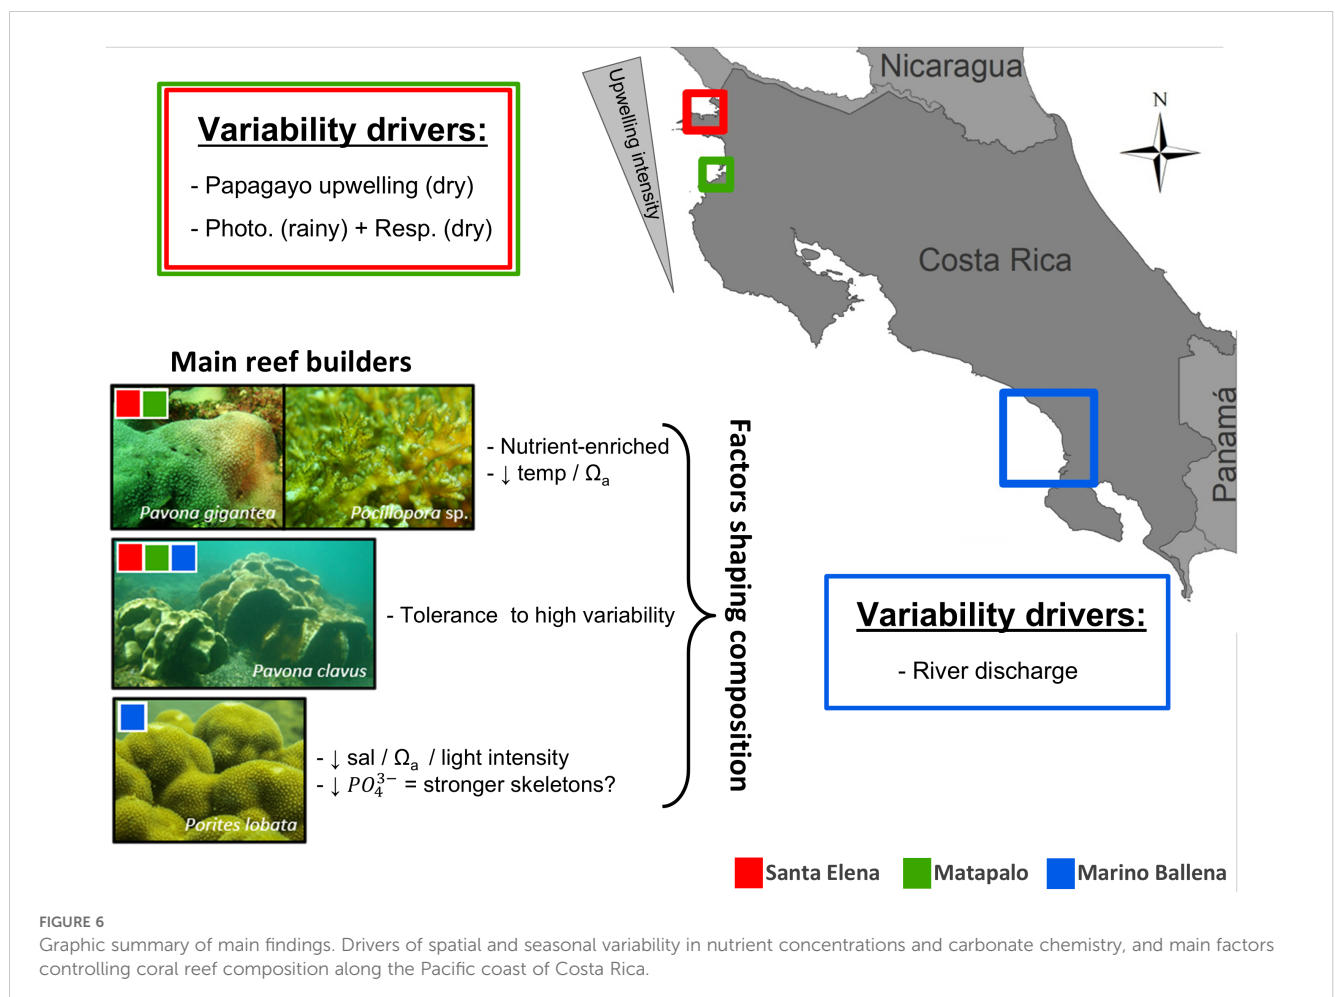 Variability drivers:
- Papagayo upwelling (dry)
- Photo. (rainy) + Resp. (dry)
Upwelling intensity
Nicaragua
N
Costa Rica
Panamá
Main reef builders
Pavona gigantea
Pocillopora sp.
- Nutrient-enriched
- ↓ temp / Ωa
Pavona clavus
- Tolerance to high variability
Porites lobata
- ↓ sal / Ωa / light intensity
- ↓ PO₄³⁻ = stronger skeletons?
Factors shaping composition
Variability drivers:
- River discharge
Santa Elena
Matapalo
Marino Ballena
FIGURE 6
Graphic summary of main findings. Drivers of spatial and seasonal variability in nutrient concentrations and carbonate chemistry, and main factors
controlling coral reef composition along the Pacific coast of Costa Rica.